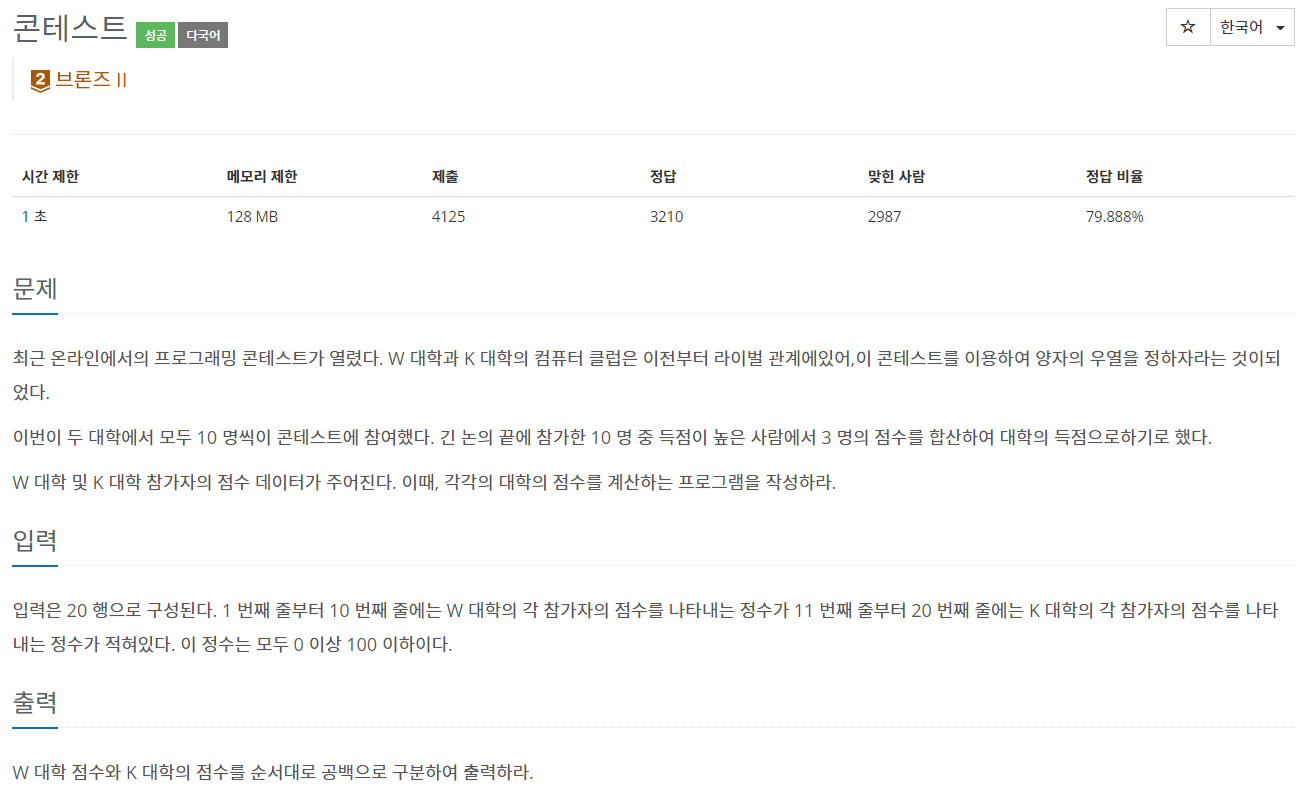 콘테스트 성공 다국어 ☆ 한국어
2 브론즈 II
시간 제한 메모리 제한 제출 정답 맞힌 사람 정답 비율
1 초 128 MB 4125 3210 2987 79.888%
문제
최근 온라인에서의 프로그래밍 콘테스트가 열렸다. W 대학과 K 대학의 컴퓨터 클럽은 이전부터 라이벌 관계에있어,이 콘테스트를 이용하여 양자의 우열을 정하자라는 것이되
었다.
이번이 두 대학에서 모두 10 명씩이 콘테스트에 참여했다. 긴 논의 끝에 참가한 10 명 중 득점이 높은 사람에서 3 명의 점수를 합산하여 대학의 득점으로하기로 했다.
W 대학 및 K 대학 참가자의 점수 데이터가 주어진다. 이때, 각각의 대학의 점수를 계산하는 프로그램을 작성하라.
입력
입력은 20 행으로 구성된다. 1 번째 줄부터 10 번째 줄에는 W 대학의 각 참가자의 점수를 나타내는 정수가 11 번째 줄부터 20 번째 줄에는 K 대학의 각 참가자의 점수를 나타
내는 정수가 적혀있다. 이 정수는 모두 0 이상 100 이하이다.
출력
W 대학 점수와 K 대학의 점수를 순서대로 공백으로 구분하여 출력하라.